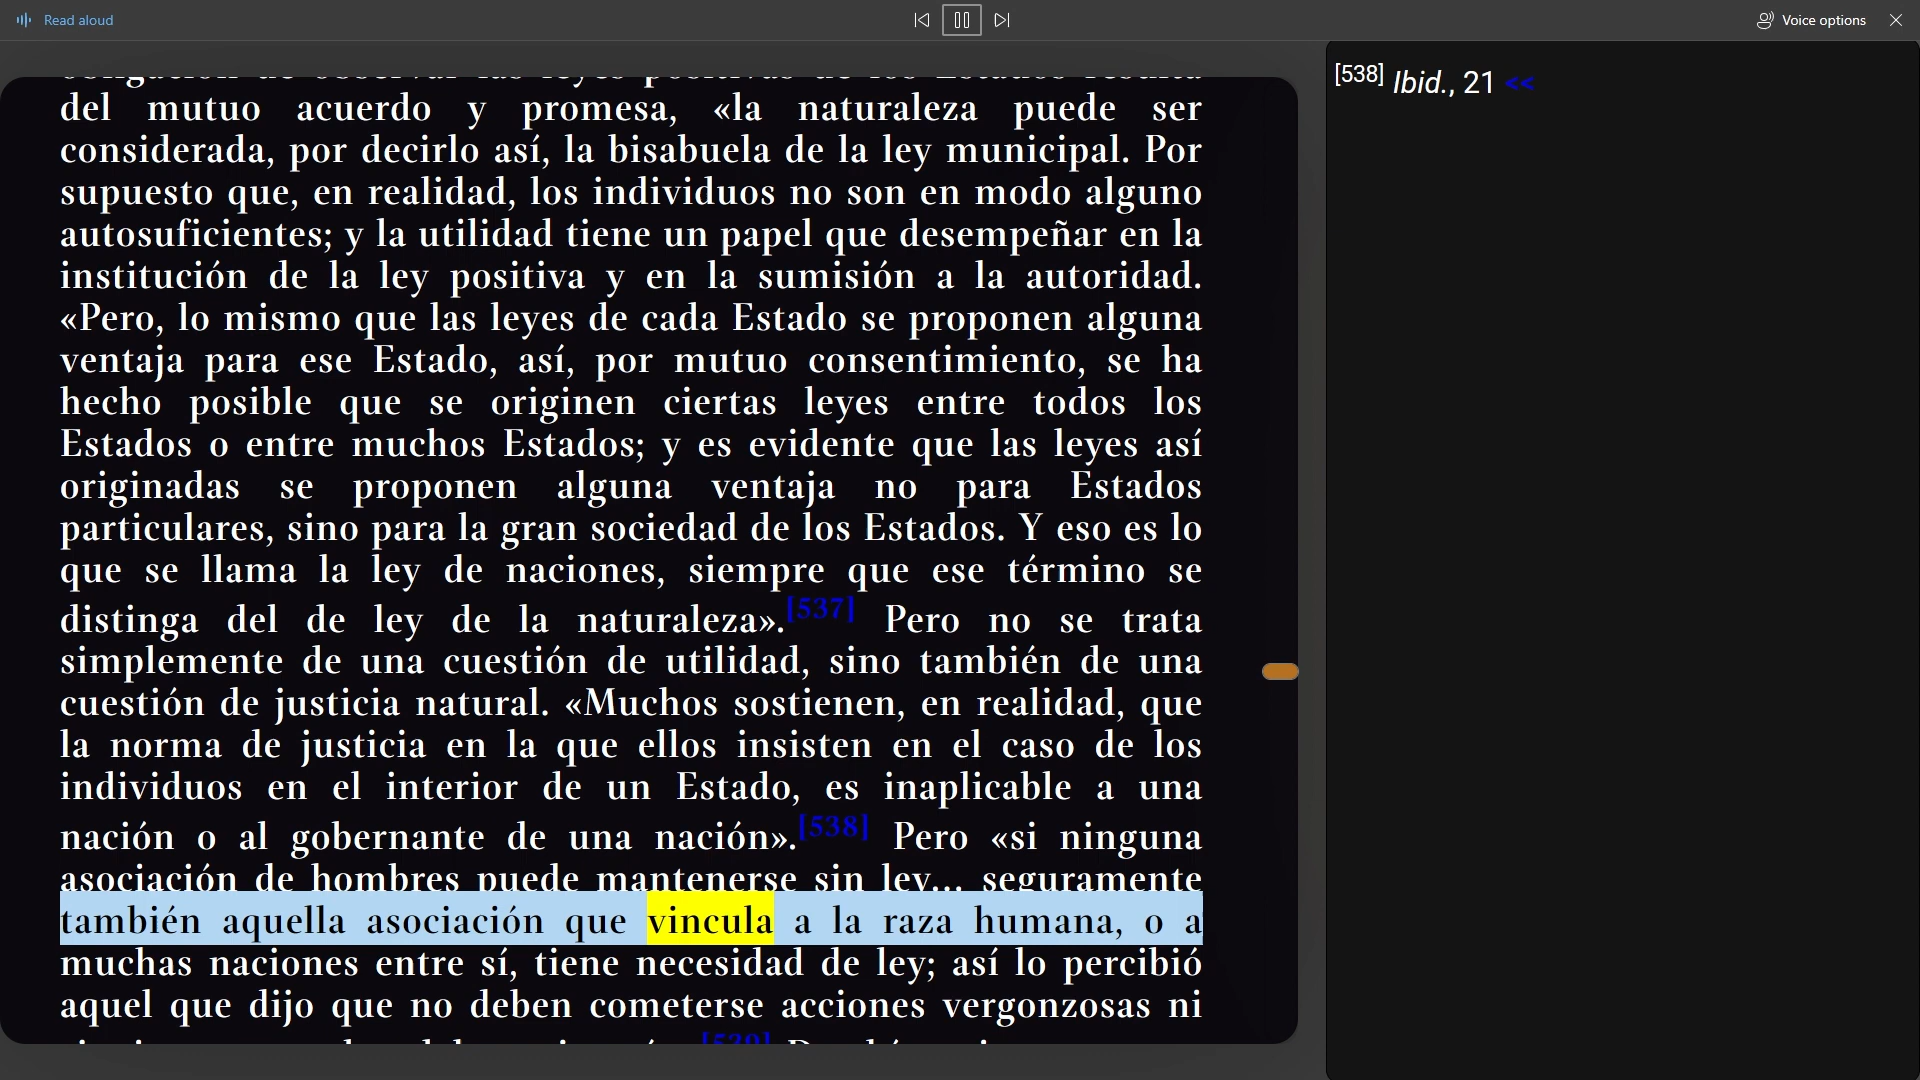 Read aloud
Voice options
obligación de observar las leyes positivas de los Estados resulta
del mutuo acuerdo y promesa, «la naturaleza puede ser
considerada, por decirlo así, la bisabuela de la ley municipal. Por
supuesto que, en realidad, los individuos no son en modo alguno
autosuficientes; y la utilidad tiene un papel que desempeñar en la
institución de la ley positiva y en la sumisión a la autoridad.
«Pero, lo mismo que las leyes de cada Estado se proponen alguna
ventaja para ese Estado, así, por mutuo consentimiento, se ha
hecho posible que se originen ciertas leyes entre todos los
Estados o entre muchos Estados; y es evidente que las leyes así
originadas se proponen alguna ventaja no para Estados
particulares, sino para la gran sociedad de los Estados. Y eso es lo
que se llama la ley de naciones, siempre que ese término se
distinga del de ley de la naturaleza».[537] Pero no se trata
simplemente de una cuestión de utilidad, sino también de una
cuestión de justicia natural. «Muchos sostienen, en realidad, que
la norma de justicia en la que ellos insisten en el caso de los
individuos en el interior de un Estado, es inaplicable a una
nación o al gobernante de una nación».[538] Pero «si ninguna
asociación de hombres puede mantenerse sin ley... seguramente
también aquella asociación que vincula a la raza humana, o a
muchas naciones entre sí, tiene necesidad de ley; así lo percibió
aquel que dijo que no deben cometerse acciones vergonzosas ni
[539]
[538] Ibid., 21 <<